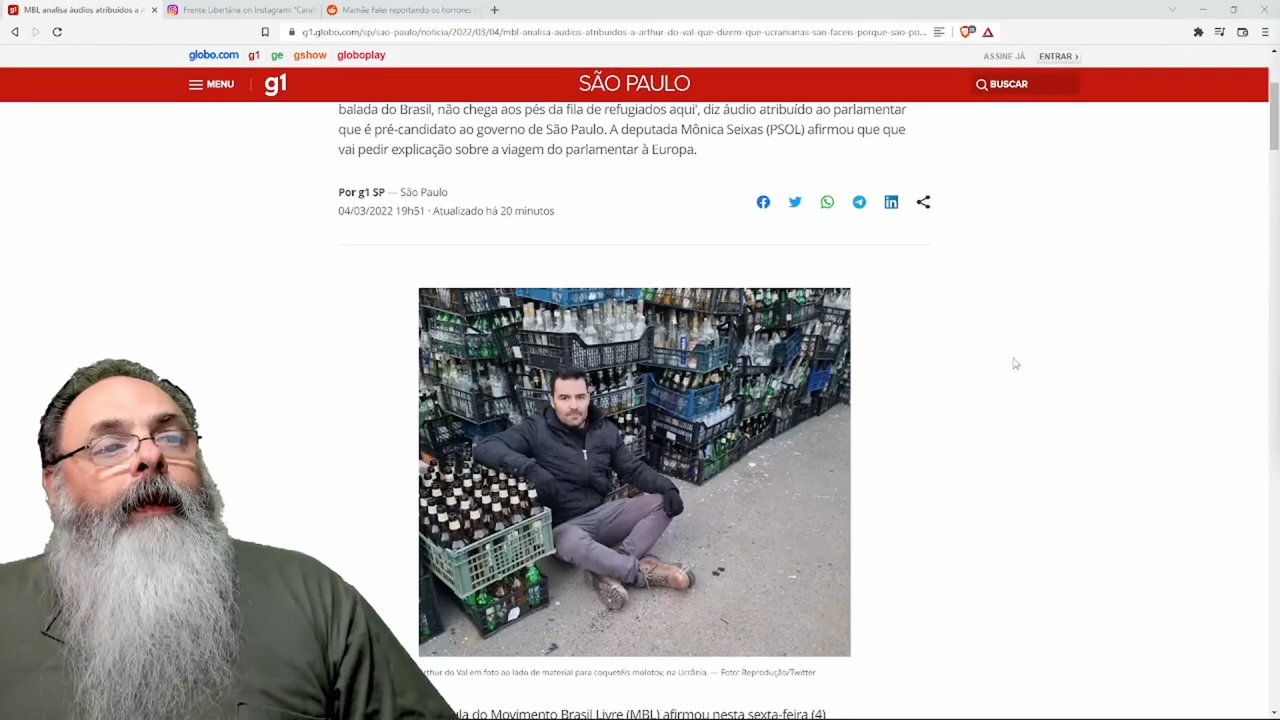 MBL analisa áudios atribuídos a A
Frente Libertária on Instagram: "Caral
Mamãe Falei reportando os horrores
g1.globo.com/sp/sao-paulo/noticia/2022/03/04/mbl-analisa-audios-atribuidos-a-arthur-do-val-que-dizem-que-ucranianas-sao-faceis-porque-sao-po...
globo.com g1 ge gshow globoplay
ASSINE JÁ ENTRAR ›
MENU g1 SÃO PAULO BUSCAR
balada do Brasil, não chega aos pés da fila de refugiados aqui', diz áudio atribuído ao parlamentar
que é pré-candidato ao governo de São Paulo. A deputada Mônica Seixas (PSOL) afirmou que que
vai pedir explicação sobre a viagem do parlamentar à Europa.
Por g1 SP — São Paulo
04/03/2022 19h51 · Atualizado há 20 minutos
rthur do Val em foto ao lado de material para coquetéis molotov, na Ucrânia. — Foto: Reprodução/Twitter
ula do Movimento Brasil Livre (MBL) afirmou nesta sexta-feira (4)